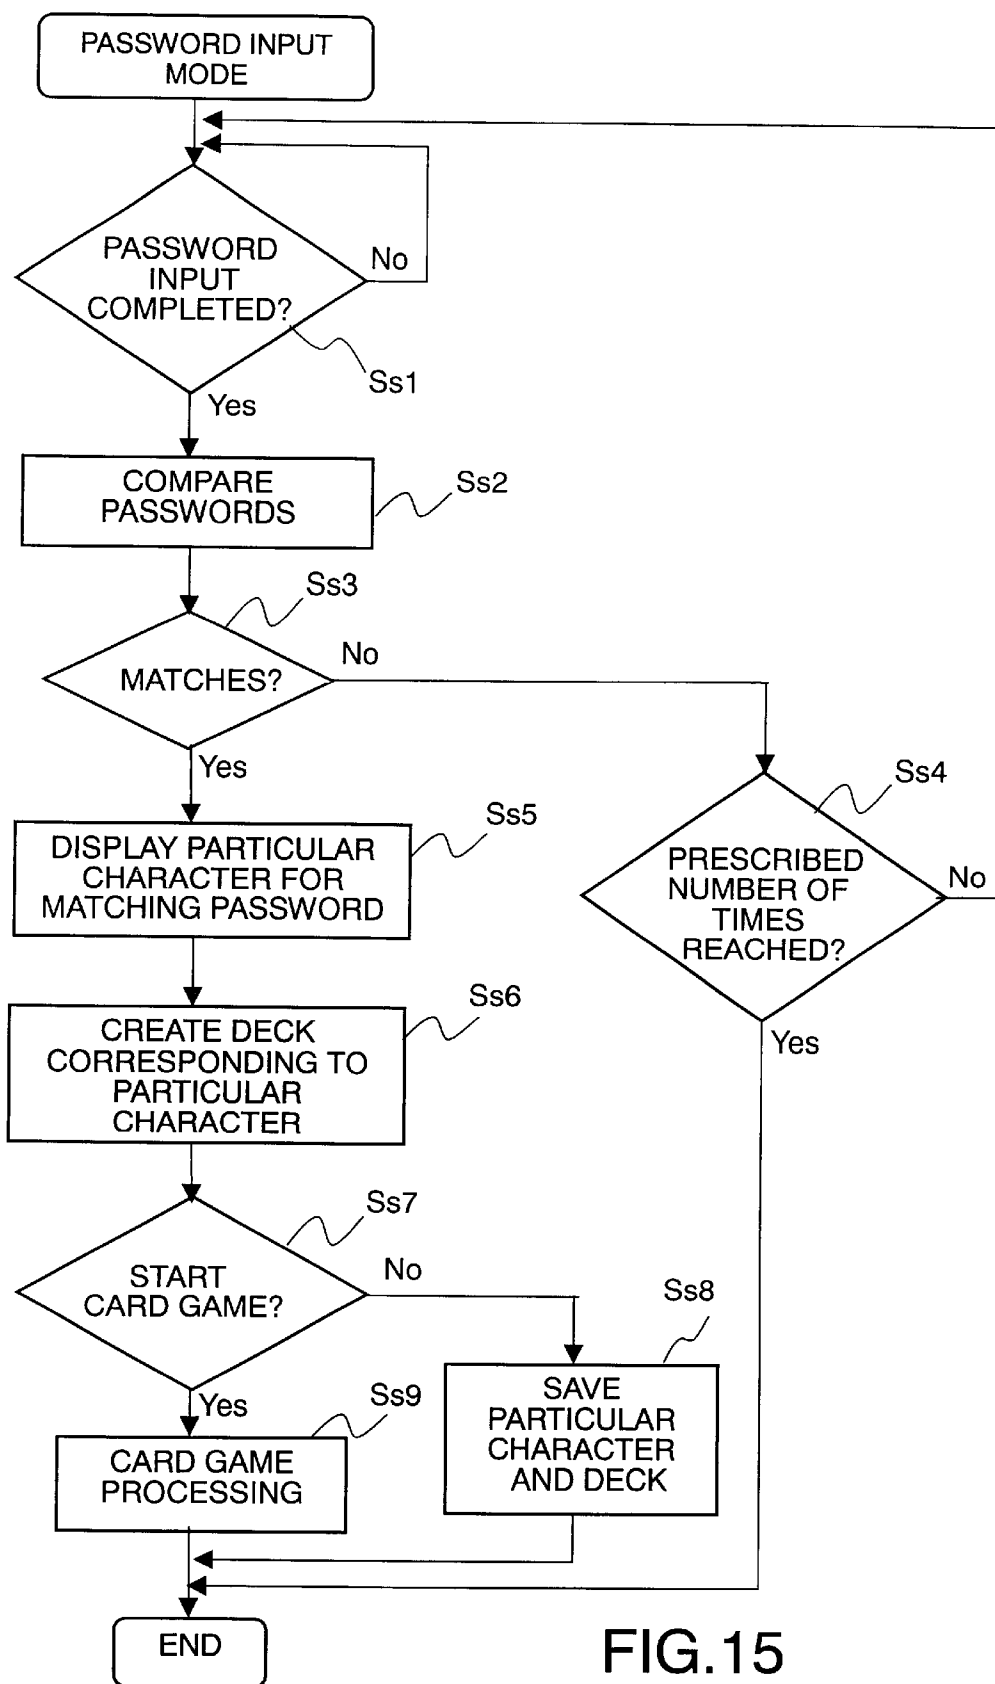 PASSWORD INPUT
MODE
PASSWORD
INPUT
COMPLETED?
No
Ss1
Yes
COMPARE
PASSWORDS
Ss2
Ss3
MATCHES?
No
Yes
Ss4
PRESCRIBED
NUMBER OF
TIMES
REACHED?
No
Yes
Ss5
DISPLAY PARTICULAR
CHARACTER FOR
MATCHING PASSWORD
Ss6
CREATE DECK
CORRESPONDING TO
PARTICULAR
CHARACTER
Ss7
START
CARD GAME?
No
Yes
Ss8
SAVE
PARTICULAR
CHARACTER
AND DECK
Ss9
CARD GAME
PROCESSING
END
FIG.15